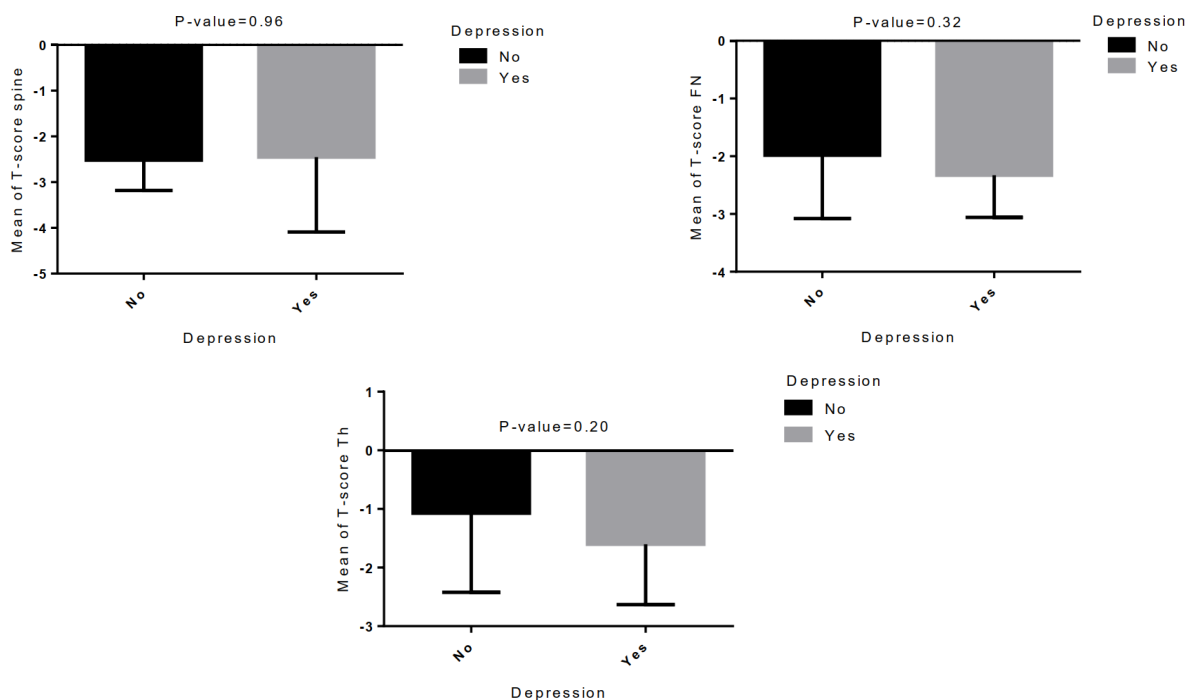 P-value=0.96
Depression
No
Yes
Mean of T-score spine
0
-1
-2
-3
-4
-5
No
Yes
Depression
P-value=0.32
Depression
No
Yes
Mean of T-score FN
0
-1
-2
-3
-4
No
Yes
Depression
Depression
No
Yes
P-value=0.20
Mean of T-score Th
1
0
-1
-2
-3
No
Yes
Depression